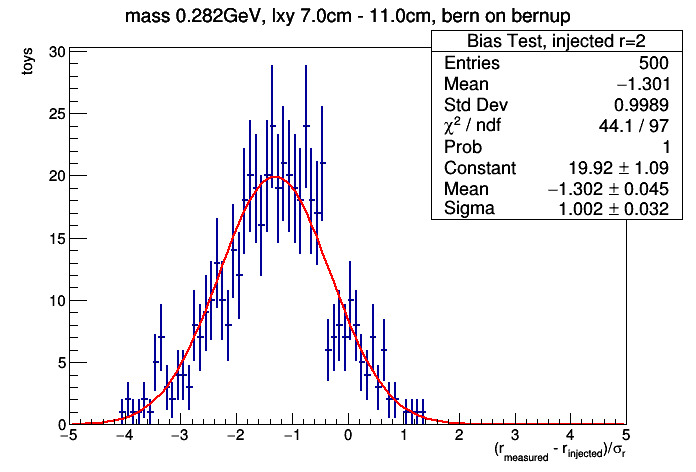 mass 0.282GeV, lxy 7.0cm - 11.0cm, bern on bernup
Bias Test, injected r=2
Entries 500
Mean −1.301
Std Dev 0.9989
χ² / ndf 44.1 / 97
Prob 1
Constant 19.92 ± 1.09
Mean −1.302 ± 0.045
Sigma 1.002 ± 0.032
toys
30
25
20
15
10
5
0
−5 −4 −3 −2 −1 0 1 2 3 4 5
(r_measured - r_injected)/σ_r